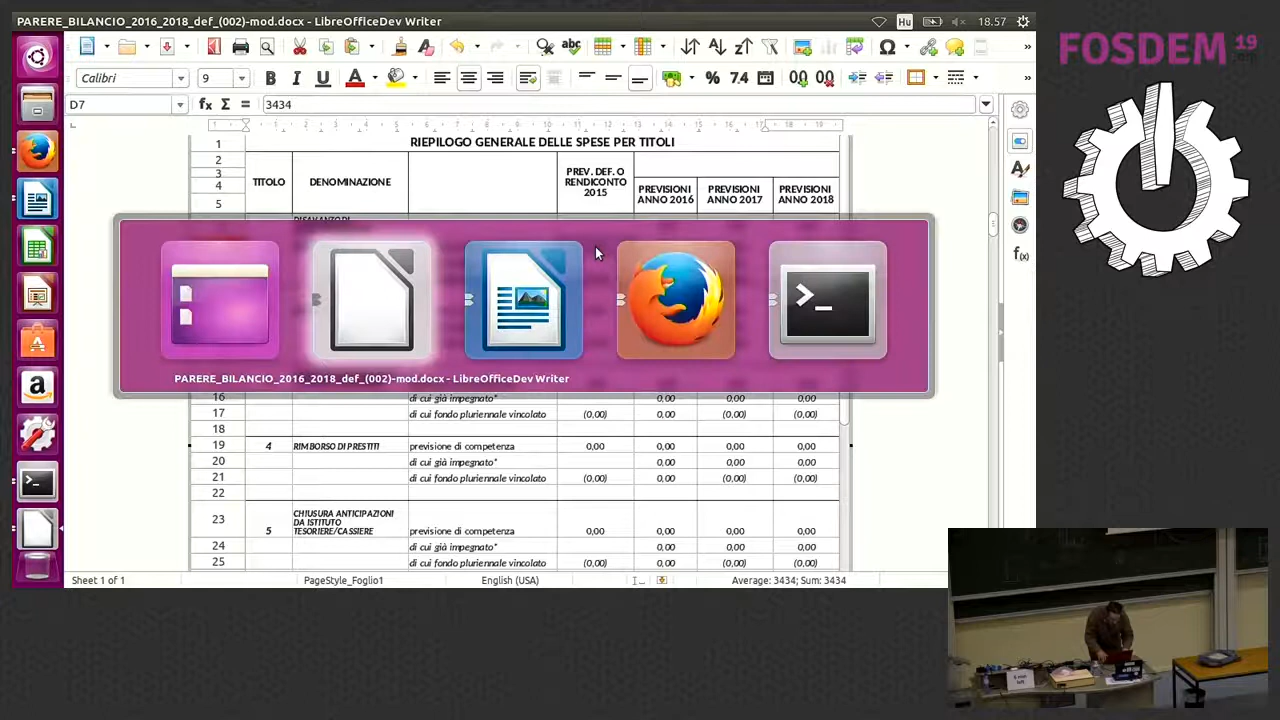 PARERE_BILANCIO_2016_2018_def_(002)-mod.docx - LibreOfficeDev Writer
Hu
18.57
FOSDEM 19
.org
Calibri
9
7.4
D7
3434
RIEPILOGO GENERALE DELLE SPESE PER TITOLI
TITOLO
DENOMINAZIONE
PREV. DEF. O RENDICONTO 2015
PREVISIONI ANNO 2016
PREVISIONI ANNO 2017
PREVISIONI ANNO 2018
1
2
3
4
5
DISAVANZO DI
PARERE_BILANCIO_2016_2018_def_(002)-mod.docx - LibreOfficeDev Writer
16 di cui già impegnato* 0,00 0,00 0,00
17 di cui fondo pluriennale vincolato (0,00) 0,00 (0,00) (0,00)
18
19 4 RIMBORSO DI PRESTITI previsione di competenza 0,00 0,00 0,00 0,00
20 di cui già impegnato* 0,00 0,00 0,00
21 di cui fondo pluriennale vincolato (0,00) 0,00 (0,00) (0,00)
22
CHIUSURA ANTICIPAZIONI
23 DA ISTITUTO
5 TESORIERE/CASSIERE previsione di competenza 0,00 0,00 0,00 0,00
24 di cui già impegnato* 0,00 0,00 0,00
25 di cui fondo pluriennale vincolato (0,00) 0,00 (0,00) (0,00)
Sheet 1 of 1
PageStyle_Foglio1
English (USA)
Average: 3434; Sum: 3434